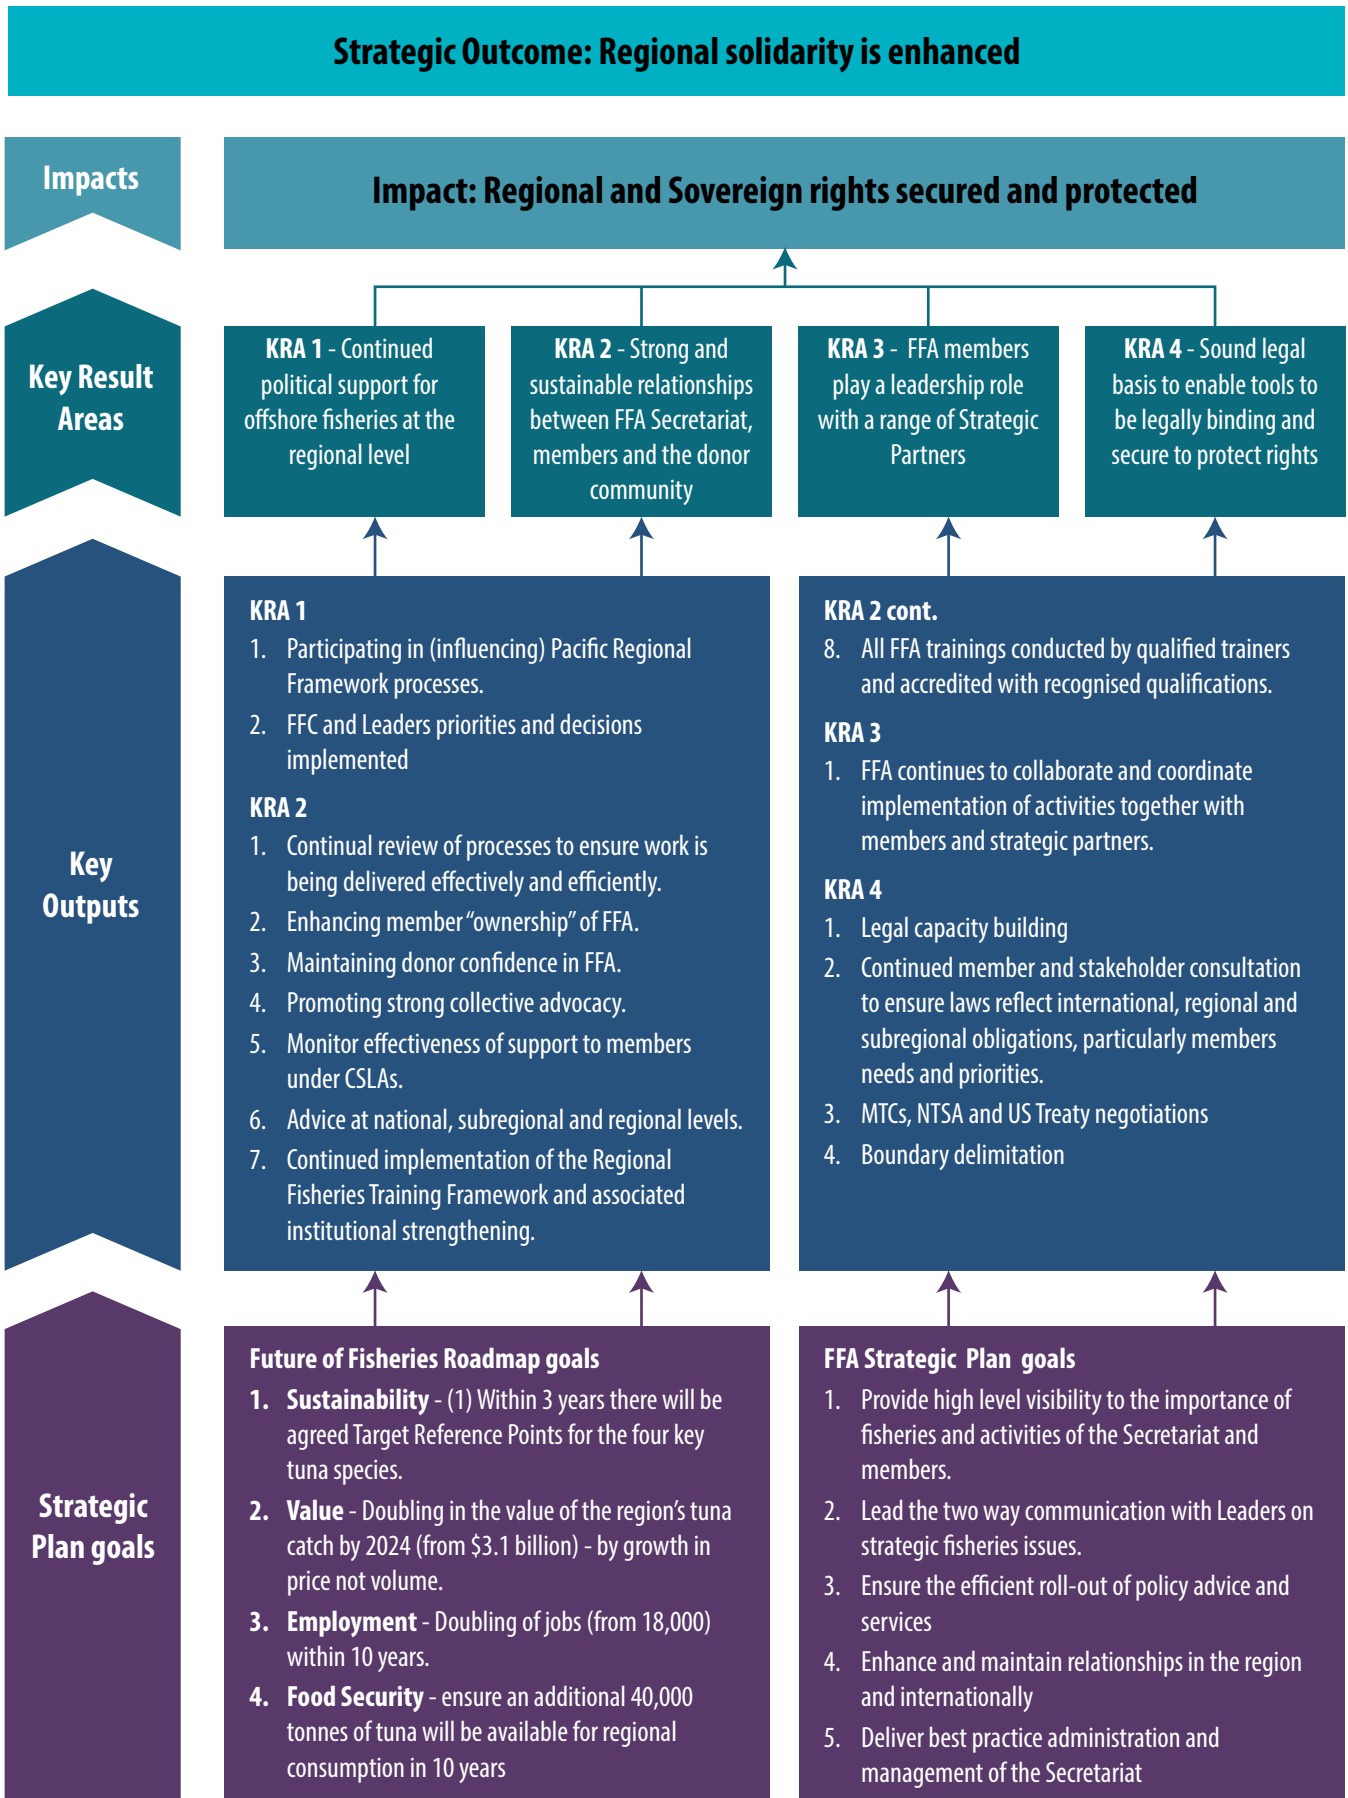 Strategic Outcome: Regional solidarity is enhanced
Impacts
Impact: Regional and Sovereign rights secured and protected
Key Result
Areas
KRA 1 - Continued
political support for
offshore fisheries at the
regional level
KRA 2 - Strong and
sustainable relationships
between FFA Secretariat,
members and the donor
community
KRA 3 - FFA members
play a leadership role
with a range of Strategic
Partners
KRA 4 - Sound legal
basis to enable tools to
be legally binding and
secure to protect rights
Key
Outputs
KRA 1
1. Participating in (influencing) Pacific Regional
Framework processes.
2. FFC and Leaders priorities and decisions
implemented
KRA 2
1. Continual review of processes to ensure work is
being delivered effectively and efficiently.
2. Enhancing member “ownership” of FFA.
3. Maintaining donor confidence in FFA.
4. Promoting strong collective advocacy.
5. Monitor effectiveness of support to members
under CSLAs.
6. Advice at national, subregional and regional levels.
7. Continued implementation of the Regional
Fisheries Training Framework and associated
institutional strengthening.
KRA 2 cont.
8. All FFA trainings conducted by qualified trainers
and accredited with recognised qualifications.
KRA 3
1. FFA continues to collaborate and coordinate
implementation of activities together with
members and strategic partners.
KRA 4
1. Legal capacity building
2. Continued member and stakeholder consultation
to ensure laws reflect international, regional and
subregional obligations, particularly members
needs and priorities.
3. MTCs, NTSA and US Treaty negotiations
4. Boundary delimitation
Strategic
Plan goals
Future of Fisheries Roadmap goals
1. Sustainability - (1) Within 3 years there will be
agreed Target Reference Points for the four key
tuna species.
2. Value - Doubling in the value of the region’s tuna
catch by 2024 (from $3.1 billion) - by growth in
price not volume.
3. Employment - Doubling of jobs (from 18,000)
within 10 years.
4. Food Security - ensure an additional 40,000
tonnes of tuna will be available for regional
consumption in 10 years
FFA Strategic Plan goals
1. Provide high level visibility to the importance of
fisheries and activities of the Secretariat and
members.
2. Lead the two way communication with Leaders on
strategic fisheries issues.
3. Ensure the efficient roll-out of policy advice and
services
4. Enhance and maintain relationships in the region
and internationally
5. Deliver best practice administration and
management of the Secretariat